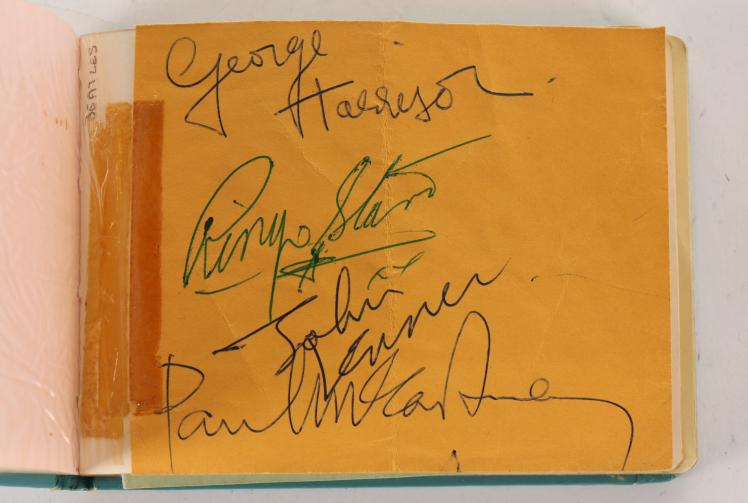 BEATLES
George
Harrison
Ringo Starr
John
Lennon
Paul McCartney